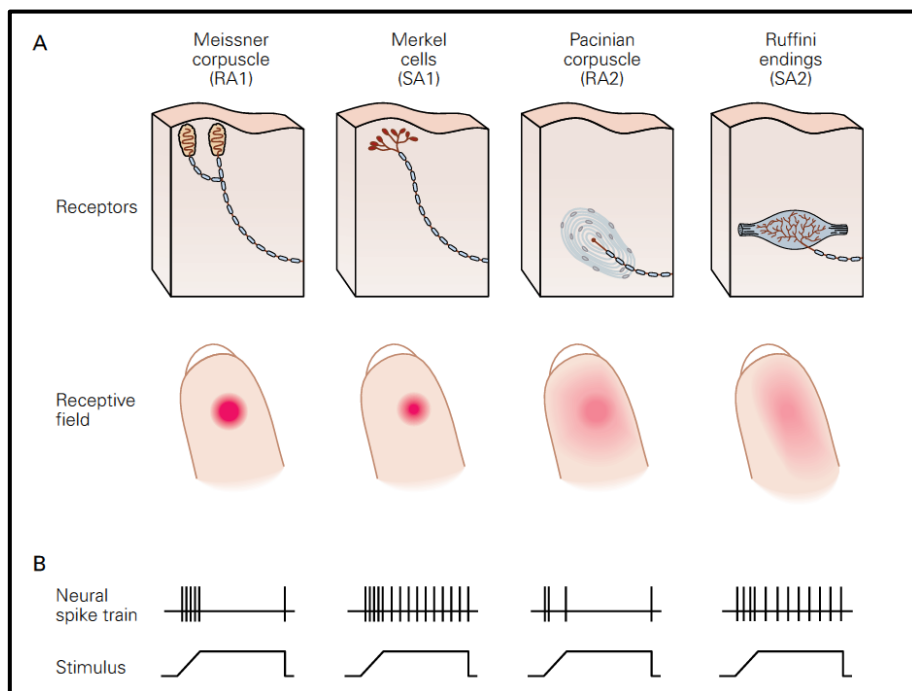 A
Meissner
corpuscle
(RA1)
Merkel
cells
(SA1)
Pacinian
corpuscle
(RA2)
Ruffini
endings
(SA2)
Receptors
Receptive
field
B
Neural
spike train
Stimulus